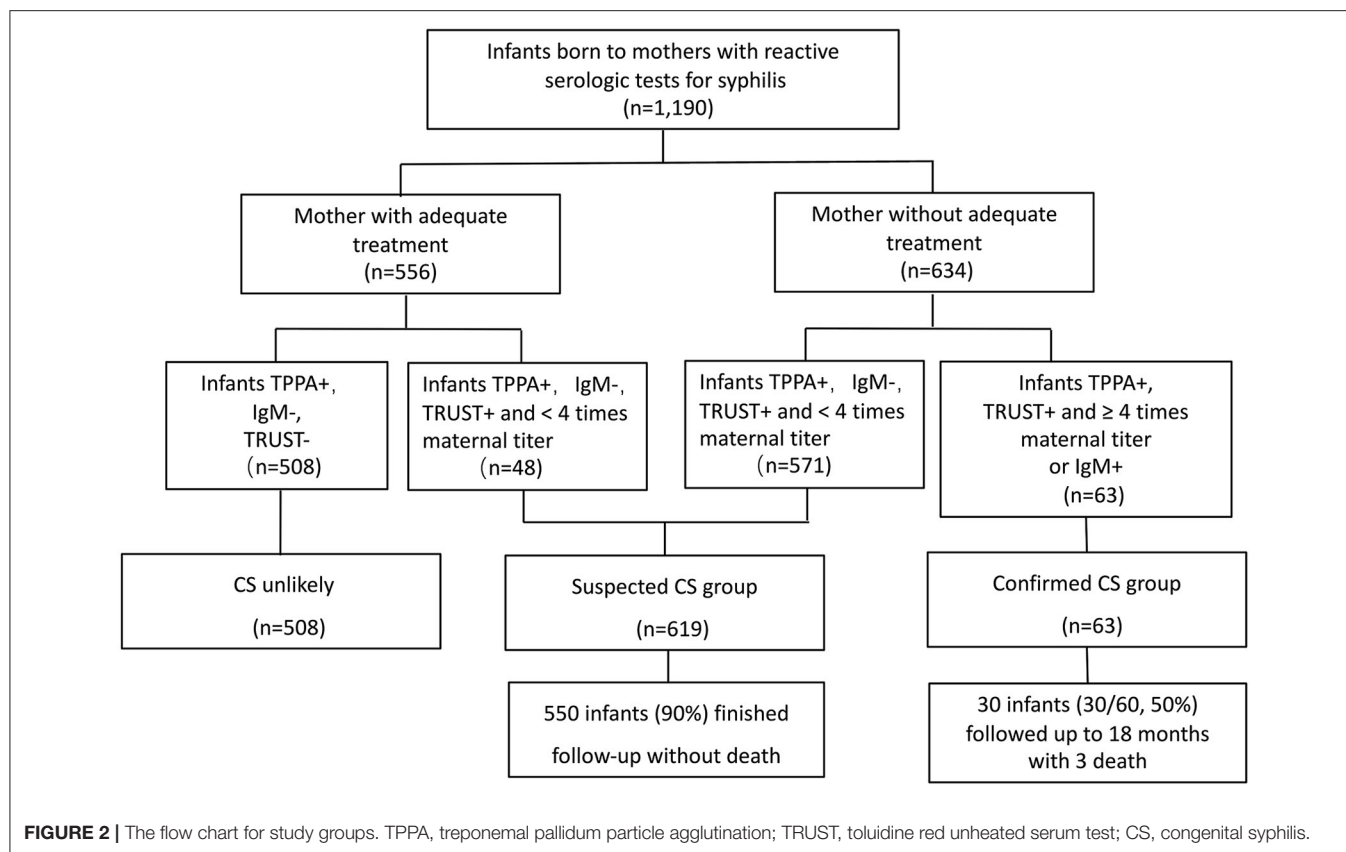 Infants born to mothers with reactive
serologic tests for syphilis
(n=1,190)
Mother with adequate
treatment
(n=556)
Mother without adequate
treatment
(n=634)
Infants TPPA+,
IgM-,
TRUST-
(n=508)
Infants TPPA+, IgM-,
TRUST+ and < 4 times
maternal titer
(n=48)
Infants TPPA+, IgM-,
TRUST+ and < 4 times
maternal titer
(n=571)
Infants TPPA+,
TRUST+ and ≥ 4 times
maternal titer
or IgM+
(n=63)
CS unlikely
(n=508)
Suspected CS group
(n=619)
Confirmed CS group
(n=63)
550 infants (90%) finished
follow-up without death
30 infants (30/60, 50%)
followed up to 18 months
with 3 death
FIGURE 2 | The flow chart for study groups. TPPA, treponemal pallidum particle agglutination; TRUST, toluidine red unheated serum test; CS, congenital syphilis.